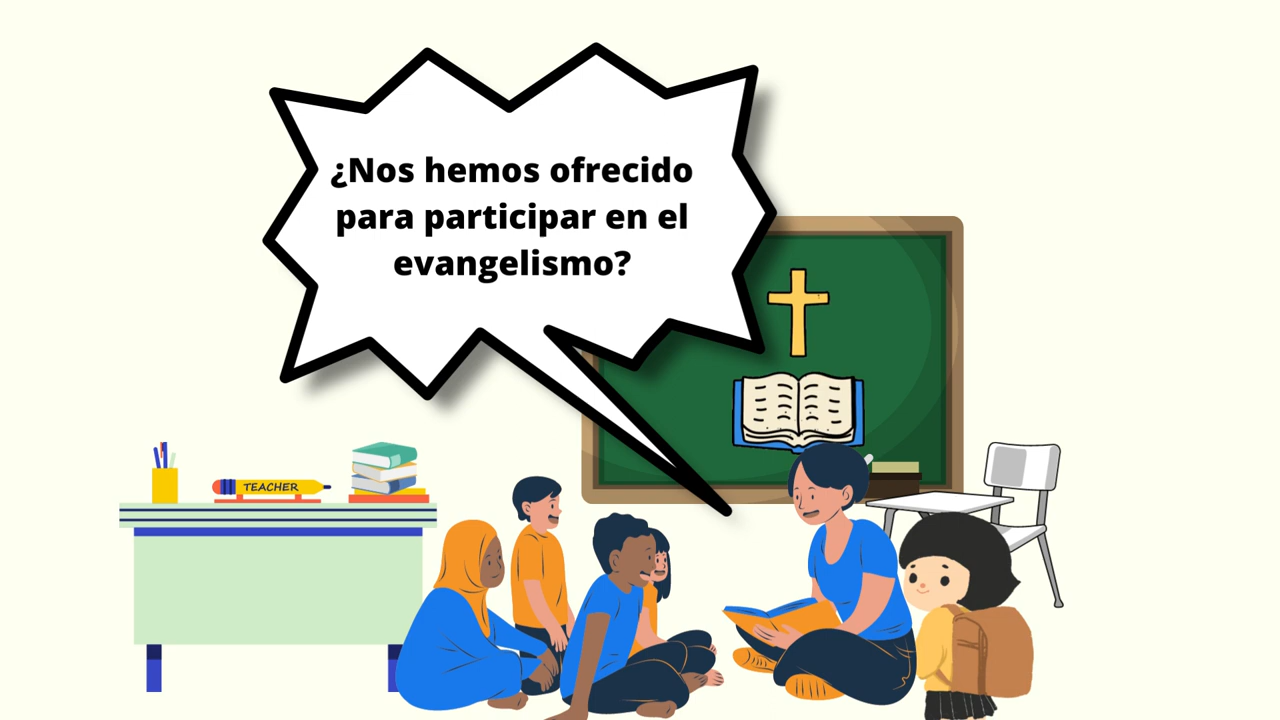 ¿Nos hemos ofrecido
para participar en el
evangelismo?
TEACHER